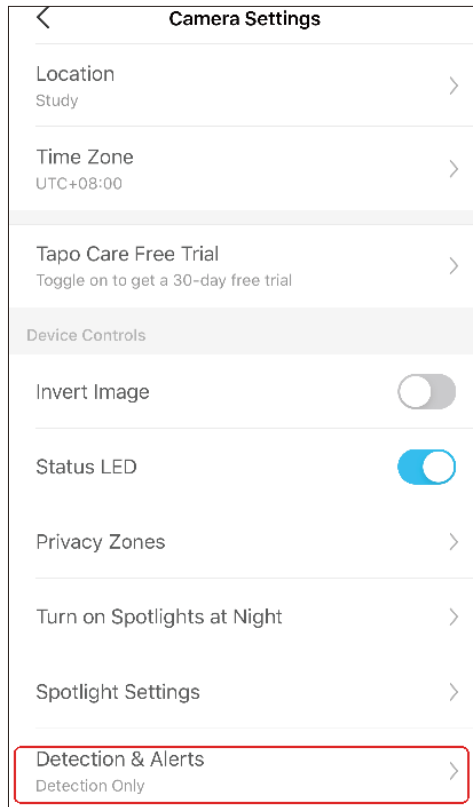 Camera Settings
Location
Study
Time Zone
UTC+08:00
Tapo Care Free Trial
Toggle on to get a 30-day free trial
Device Controls
Invert Image
Status LED
Privacy Zones
Turn on Spotlights at Night
Spotlight Settings
Detection & Alerts
Detection Only